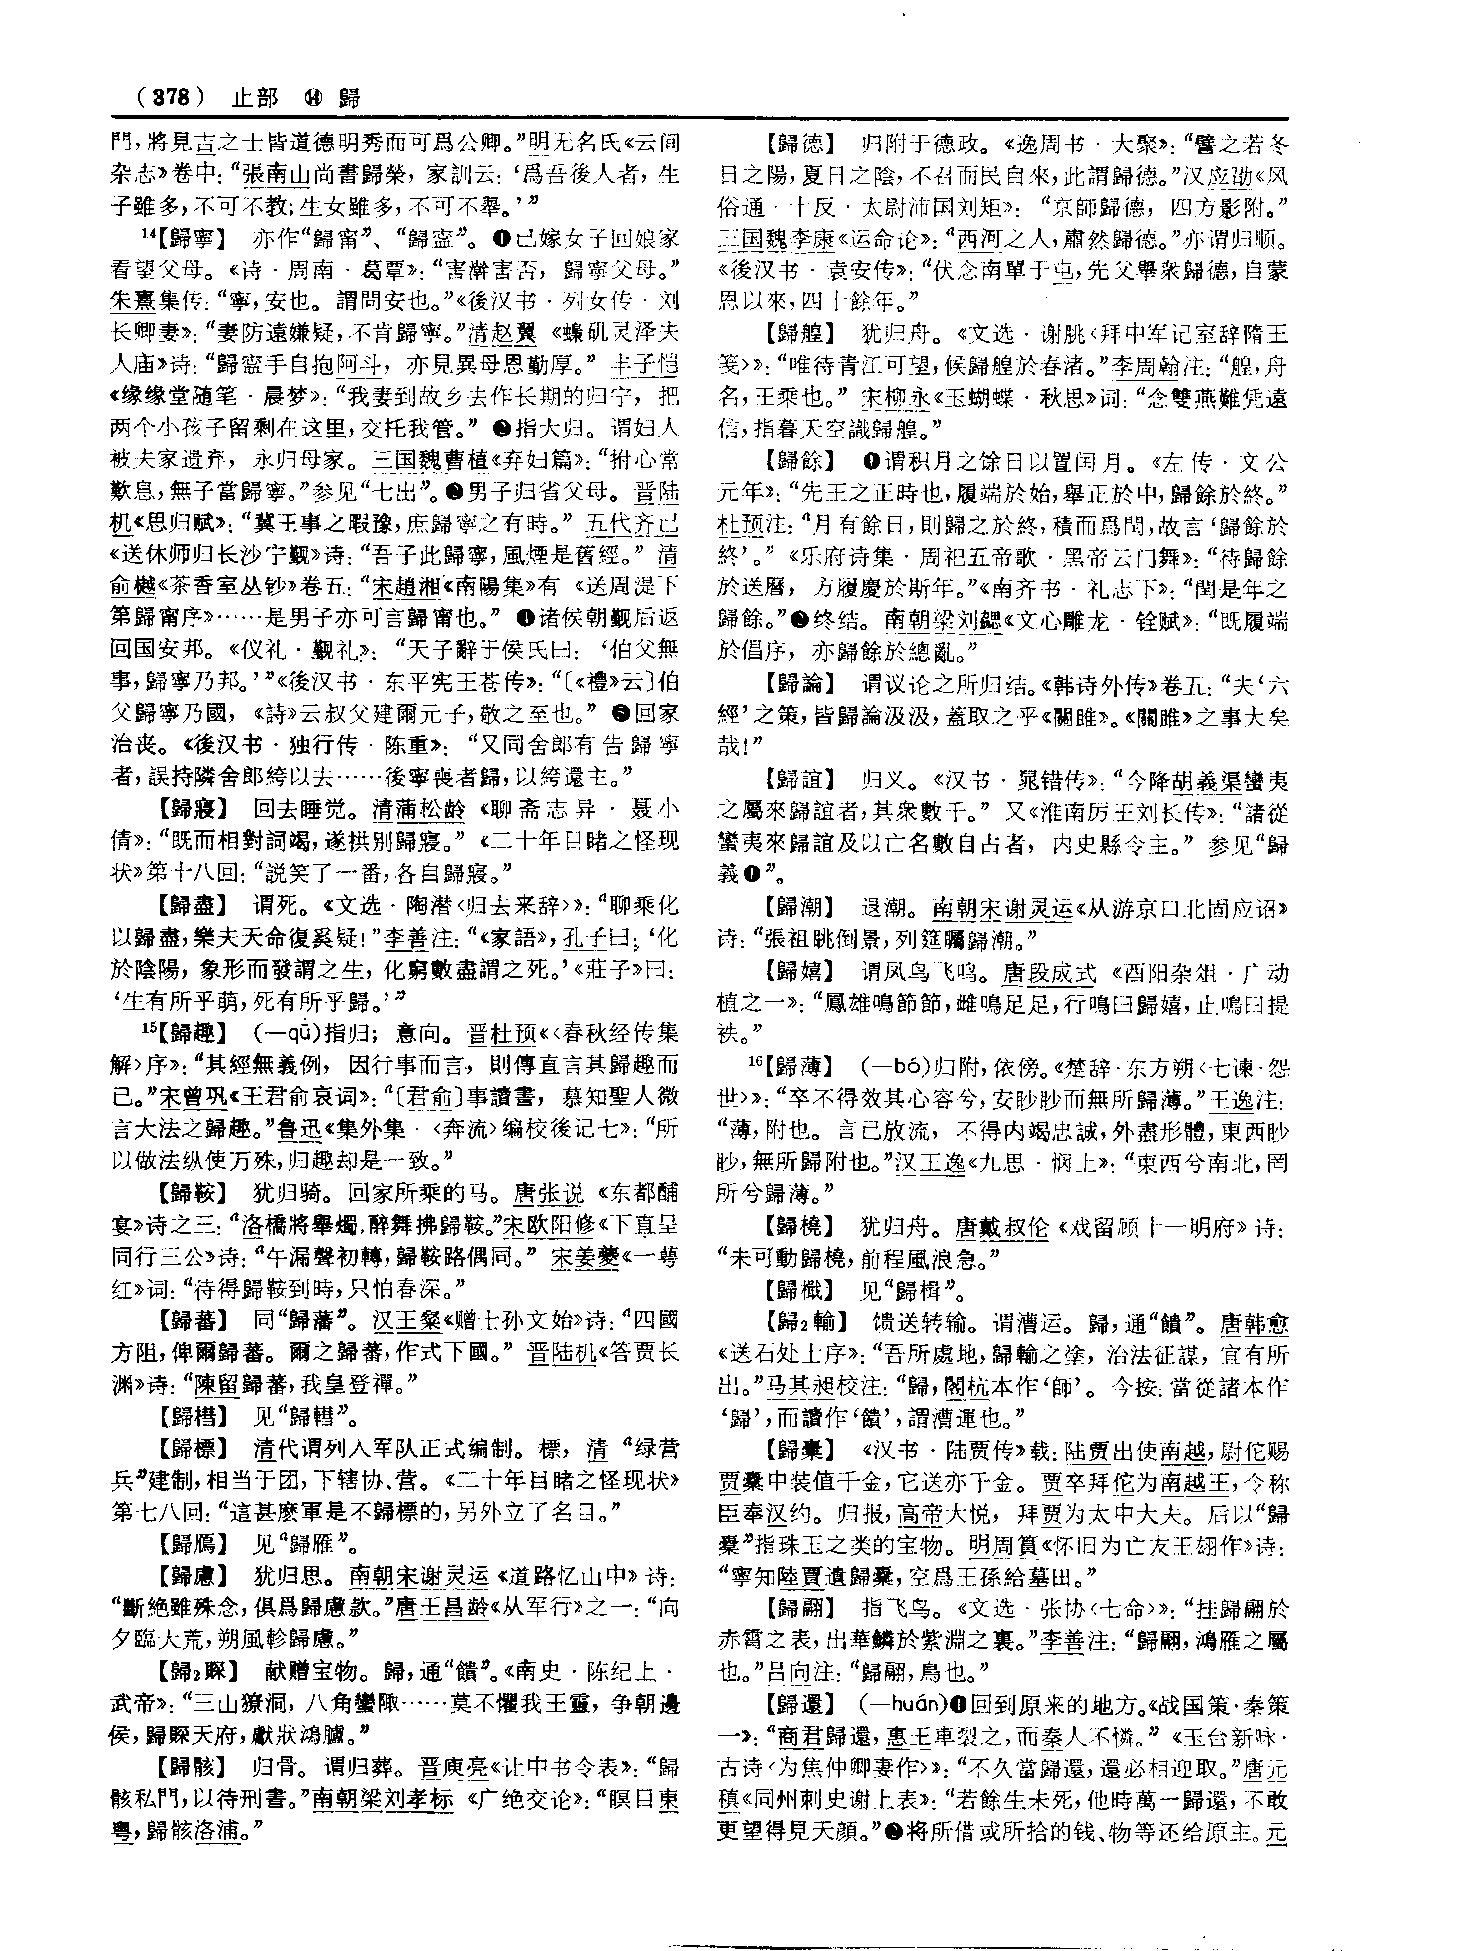 (378) 止部 ⑭ 歸
門,將見吉之士皆道德明秀而可爲公卿。”明无名氏《云间
杂志》卷中:“張南山尚書歸榮,家訓云:‘爲吾後人者,生
子雖多,不可不教;生女雖多,不可不舉。’”
14【歸寧】 亦作“歸甯”、“歸寍”。❶已嫁女子回娘家
看望父母。《诗·周南·葛覃》:“害澣害否,歸寧父母。”
朱熹集传:“寧,安也。謂問安也。”《後汉书·列女传·刘
长卿妻》:“妻防遠嫌疑,不肯歸寧。”清赵翼《蟂矶灵泽夫
人庙》诗:“歸寍手自抱阿斗,亦見異母恩勤厚。”丰子恺
《缘缘堂随笔·晨梦》:“我妻到故乡去作长期的归宁,把
两个小孩子留剩在这里,交托我管。”❷指大归。谓妇人
被夫家遗弃,永归母家。三国魏曹植《弃妇篇》:“拊心常
歎息,無子當歸寧。”参见“七出”。❸男子归省父母。晋陆
机《思归赋》:“冀王事之暇豫,庶歸寧之有時。”五代齐己
《送休师归长沙宁觐》诗:“吾子此歸寧,風煙是舊經。”清
俞樾《茶香室丛钞》卷五:“宋趙湘《南陽集》有《送周湜下
第歸甯序》……是男子亦可言歸甯也。”❹诸侯朝觐后返
回国安邦。《仪礼·觐礼》:“天子辭于侯氏曰:‘伯父無
事,歸寧乃邦。’”《後汉书·东平宪王苍传》:“〔《禮》云〕伯
父歸寧乃國,《詩》云叔父建爾元子,敬之至也。”❺回家
治丧。《後汉书·独行传·陈重》:“又同舍郎有告歸寧
者,誤持隣舍郎絝以去……後寧喪者歸,以絝還主。”
【歸寢】 回去睡觉。清蒲松龄《聊斋志异·聂小
倩》:“既而相對詞竭,遂拱别歸寢。”《二十年目睹之怪现
状》第十八回:“説笑了一番,各自歸寢。”
【歸盡】 谓死。《文选·陶潜〈归去来辞〉》:“聊乘化
以歸盡,樂夫天命復奚疑!”李善注:“《家語》,孔子曰:‘化
於陰陽,象形而發謂之生,化窮數盡謂之死。’《莊子》曰:
‘生有所乎萌,死有所乎歸。’”
15【歸趣】 (—qù)指归;意向。晋杜预《〈春秋经传集
解〉序》:“其經無義例,因行事而言,則傳直言其歸趣而
已。”宋曾巩《王君俞哀词》:“〔君俞〕事讀書,慕知聖人微
言大法之歸趣。”鲁迅《集外集·〈奔流〉编校後记七》:“所
以做法纵使万殊,归趣却是一致。”
【歸鞍】 犹归骑。回家所乘的马。唐张说《东都酺
宴》诗之三:“洛橋將舉燭,醉舞拂歸鞍。”宋欧阳修《下直呈
同行三公》诗:“午漏聲初轉,歸鞍路偶同。”宋姜夔《一萼
红》词:“待得歸鞍到時,只怕春深。”
【歸蕃】 同“歸藩”。汉王粲《赠士孙文始》诗:“四國
方阻,俾爾歸蕃。爾之歸蕃,作式下國。”晋陆机《答贾长
渊》诗:“陳留歸蕃,我皇登禪。”
【歸槥】 见“歸轊”。
【歸標】 清代谓列入军队正式编制。標,清“绿营
兵”建制,相当于团,下辖协、营。《二十年目睹之怪现状》
第七八回:“這甚麽軍是不歸標的,另外立了名目。”
【歸鴈】 见“歸雁”。
【歸慮】 犹归思。南朝宋谢灵运《道路忆山中》诗:
“斷絶雖殊念,俱爲歸慮款。”唐王昌龄《从军行》之一:“向
夕臨大荒,朔風軫歸慮。”
【歸2賝】 献赠宝物。歸,通“饋”。《南史·陈纪上·
武帝》:“三山獠洞,八角蠻陬……莫不懼我王靈,争朝邊
侯,歸賝天府,獻狀鴻臚。”
【歸骸】 归骨。谓归葬。晋庾亮《让中书令表》:“歸
骸私門,以待刑書。”南朝梁刘孝标《广绝交论》:“瞑目東
粤,歸骸洛浦。”
【歸德】 归附于德政。《逸周书·大聚》:“譬之若冬
日之陽,夏日之陰,不召而民自來,此謂歸德。”汉应劭《风
俗通·十反·太尉沛国刘矩》:“京師歸德,四方影附。”
三国魏李康《运命论》:“西河之人,肅然歸德。”亦谓归顺。
《後汉书·袁安传》:“伏念南單于屯,先父舉衆歸德,自蒙
恩以來,四十餘年。”
【歸艎】 犹归舟。《文选·谢朓〈拜中军记室辞隋王
笺〉》:“唯待青江可望,候歸艎於春渚。”李周翰注:“艎,舟
名,王乘也。”宋柳永《玉蝴蝶·秋思》词:“念雙燕難凭遠
信,指暮天空識歸艎。”
【歸餘】 ❶谓积月之馀日以置闰月。《左传·文公
元年》:“先王之正時也,履端於始,舉正於中,歸餘於終。”
杜预注:“月有餘日,則歸之於終,積而爲閏,故言‘歸餘於
終’。”《乐府诗集·周祀五帝歌·黑帝云门舞》:“待歸餘
於送曆,方履慶於斯年。”《南齐书·礼志下》:“閏是年之
歸餘。”❷终结。南朝梁刘勰《文心雕龙·铨赋》:“既履端
於倡序,亦歸餘於總亂。”
【歸論】 谓议论之所归结。《韩诗外传》卷五:“夫‘六
經’之策,皆歸論汲汲,蓋取之乎《關雎》。《關雎》之事大矣
哉!”
【歸誼】 归义。《汉书·晁错传》:“今降胡義渠蠻夷
之屬來歸誼者,其衆數千。”又《淮南厉王刘长传》:“諸從
蠻夷來歸誼及以亡名數自占者,内史縣令主。”参见“歸
義❶”。
【歸潮】 退潮。南朝宋谢灵运《从游京口北固应诏》
诗:“張祖眺倒景,列筵矚歸潮。”
【歸嬉】 谓凤鸟飞鸣。唐段成式《酉阳杂俎·广动
植之一》:“鳳雄鳴節節,雌鳴足足,行鳴曰歸嬉,止鳴曰提
袟。”
16【歸薄】 (—bó)归附,依傍。《楚辞·东方朔〈七谏·怨
世〉》:“卒不得效其心容兮,安眇眇而無所歸薄。”王逸注:
“薄,附也。言己放流,不得内竭忠誠,外盡形體,東西眇
眇,無所歸附也。”汉王逸《九思·悯上》:“東西兮南北,罔
所兮歸薄。”
【歸橈】 犹归舟。唐戴叔伦《戏留顾十一明府》诗:
“未可動歸橈,前程風浪急。”
【歸檝】 见“歸楫”。
【歸2輸】 馈送转输。谓漕运。歸,通“饋”。唐韩愈
《送石处士序》:“吾所處地,歸輸之塗,治法征謀,宜有所
出。”马其昶校注:“歸,閣杭本作‘師’。今按:當從諸本作
‘歸’,而讀作‘饋’,謂漕運也。”
【歸橐】 《汉书·陆贾传》载:陆贾出使南越,尉佗赐
贾橐中装值千金,它送亦千金。贾卒拜佗为南越王,令称
臣奉汉约。归报,高帝大悦,拜贾为太中大夫。后以“歸
橐”指珠玉之类的宝物。明周篔《怀旧为亡友王翃作》诗:
“寧知陸賈遺歸橐,空爲王孫給墓田。”
【歸翮】 指飞鸟。《文选·张协〈七命〉》:“挂歸翮於
赤霄之表,出華鱗於紫淵之裏。”李善注:“歸翮,鴻雁之屬
也。”吕向注:“歸翮,鳥也。”
【歸還】 (—huán)❶回到原来的地方。《战国策·秦策
一》:“商君歸還,惠王車裂之,而秦人不憐。”《玉台新咏·
古诗〈为焦仲卿妻作〉》:“不久當歸還,還必相迎取。”唐元
稹《同州刺史谢上表》:“若餘生未死,他時萬一歸還,不敢
更望得見天顔。”❷将所借或所拾的钱、物等还给原主。元